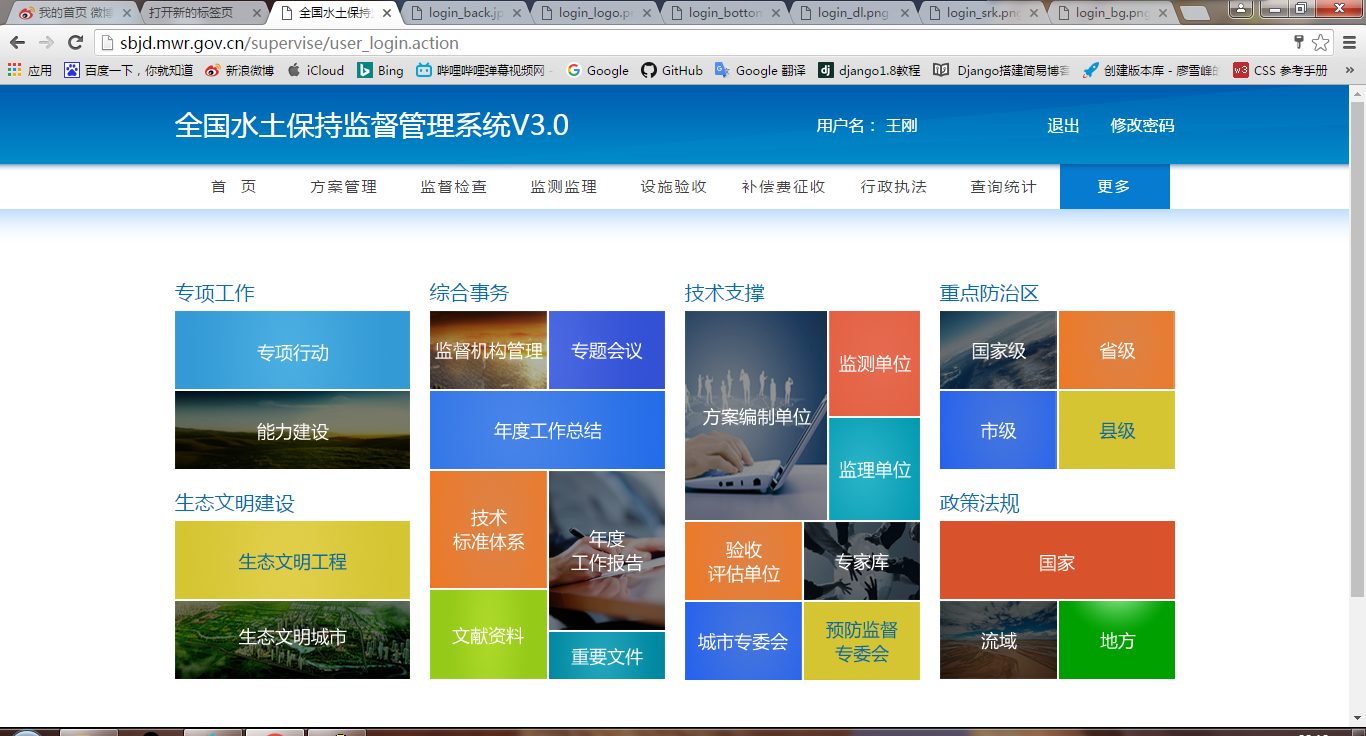 我的首页 微博
打开新的标签页
全国水土保持
login_back.jp
login_logo.p
login_botton
login_dl.png
login_srk.png
login_bg.png
sbjd.mwr.gov.cn/supervise/user_login.action
应用 百度一下，你就知道 新浪微博 iCloud Bing 哔哩哔哩弹幕视频网 Google GitHub Google 翻译 django1.8教程 Django搭建简易博客 创建版本库 - 廖雪峰的 CSS 参考手册 »
全国水土保持监督管理系统V3.0
用户名： 王刚 退出 修改密码
首 页 方案管理 监督检查 监测监理 设施验收 补偿费征收 行政执法 查询统计 更多
专项工作
专项行动
能力建设
生态文明建设
生态文明工程
生态文明城市
综合事务
监督机构管理
专题会议
年度工作总结
技术
标准体系
年度
工作报告
文献资料
重要文件
技术支撑
方案编制单位
监测单位
监理单位
验收
评估单位
专家库
城市专委会
预防监督
专委会
重点防治区
国家级
省级
市级
县级
政策法规
国家
流域
地方